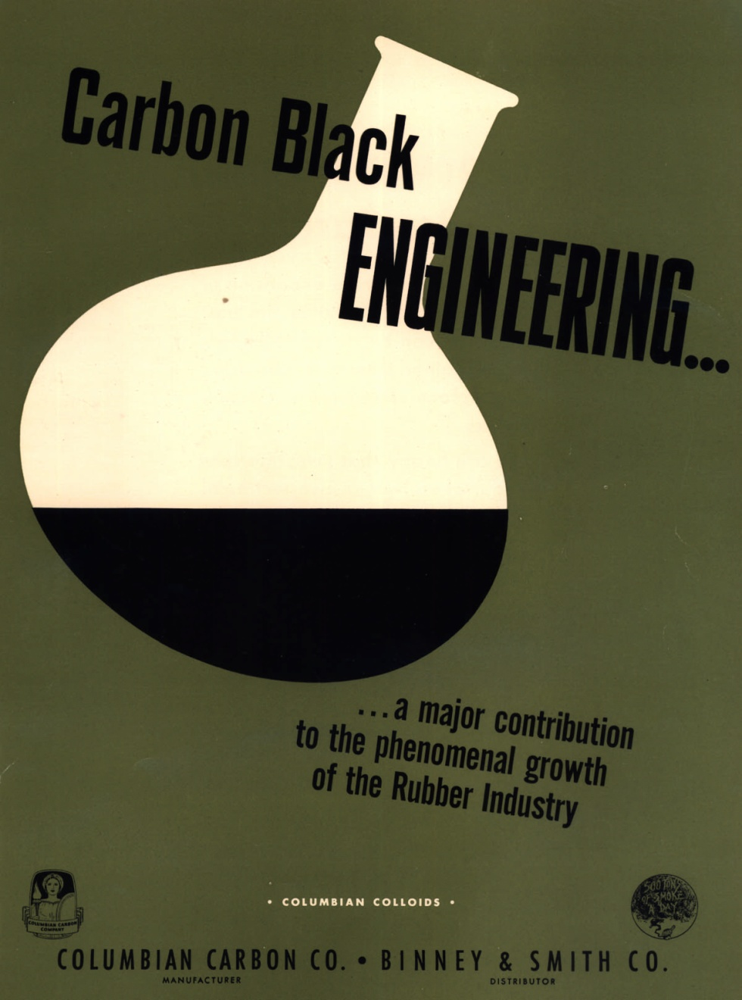 Carbon Black
ENGINEERING...
...a major contribution
to the phenomenal growth
of the Rubber Industry
• COLUMBIAN COLLOIDS •
COLUMBIAN CARBON
COMPANY
500 TONS
OF SMOKE
A DAY
COLUMBIAN CARBON CO. • BINNEY & SMITH CO.
MANUFACTURER
DISTRIBUTOR